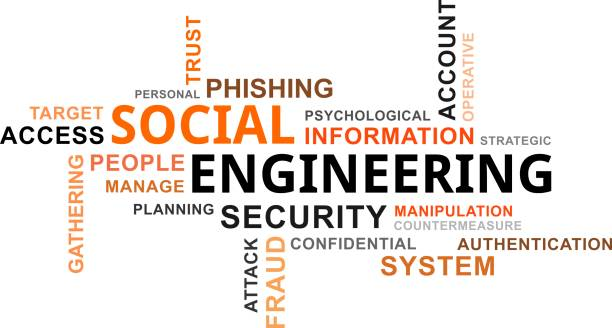 TRUST
ACCOUNT
OPERATIVE
PERSONAL
PHISHING
TARGET
ACCESS
SOCIAL
PSYCHOLOGICAL
INFORMATION
STRATEGIC
GATHERING
PEOPLE
MANAGE
ENGINEERING
PLANNING
SECURITY
MANIPULATION
COUNTERMEASURE
ATTACK
FRAUD
CONFIDENTIAL
AUTHENTICATION
SYSTEM